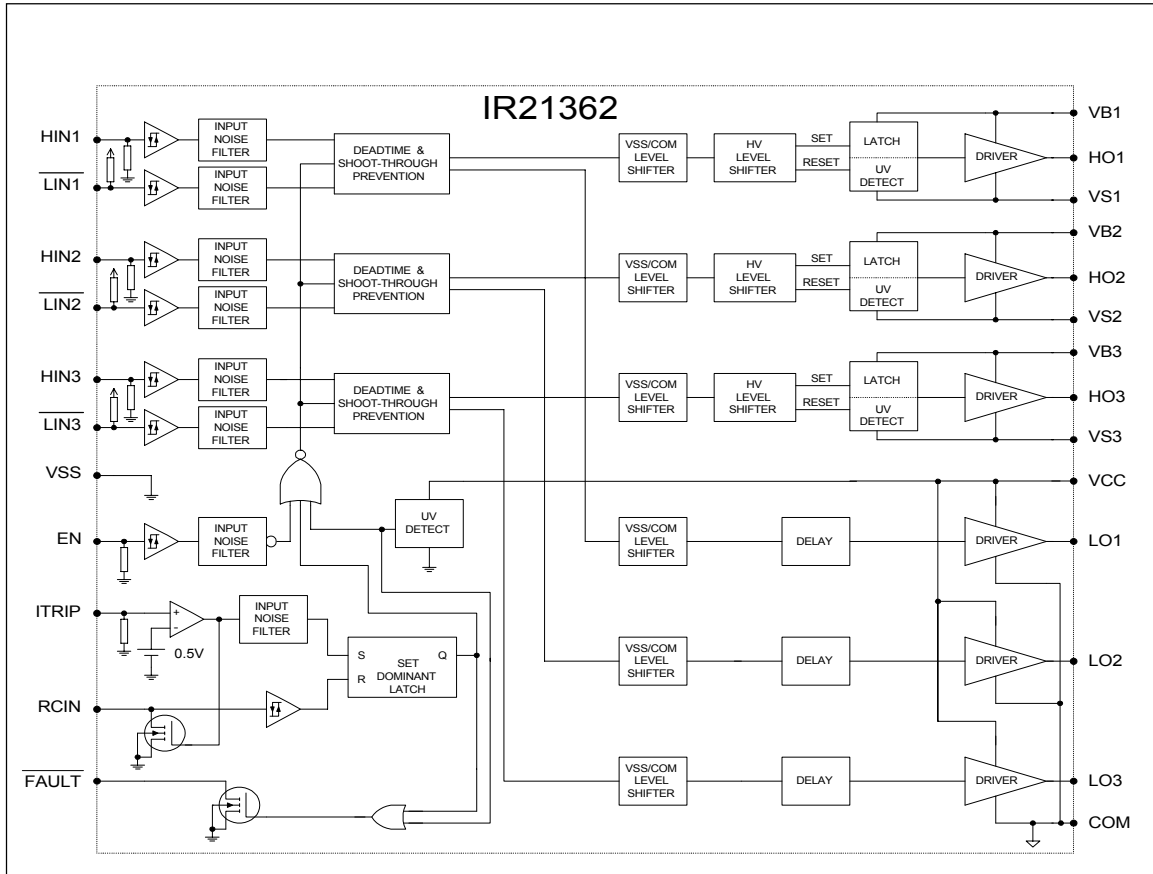 IR21362
HIN1
LIN1
INPUT
NOISE
FILTER
INPUT
NOISE
FILTER
DEADTIME &
SHOOT-THROUGH
PREVENTION
VSS/COM
LEVEL
SHIFTER
HV
LEVEL
SHIFTER
SET
RESET
LATCH
UV
DETECT
DRIVER
VB1
HO1
VS1
HIN2
LIN2
INPUT
NOISE
FILTER
INPUT
NOISE
FILTER
DEADTIME &
SHOOT-THROUGH
PREVENTION
VSS/COM
LEVEL
SHIFTER
HV
LEVEL
SHIFTER
SET
RESET
LATCH
UV
DETECT
DRIVER
VB2
HO2
VS2
HIN3
LIN3
INPUT
NOISE
FILTER
INPUT
NOISE
FILTER
DEADTIME &
SHOOT-THROUGH
PREVENTION
VSS/COM
LEVEL
SHIFTER
HV
LEVEL
SHIFTER
SET
RESET
LATCH
UV
DETECT
DRIVER
VB3
HO3
VS3
VSS
VCC
EN
INPUT
NOISE
FILTER
UV
DETECT
VSS/COM
LEVEL
SHIFTER
DELAY
DRIVER
LO1
ITRIP
+
-
0.5V
INPUT
NOISE
FILTER
S
R
Q
SET
DOMINANT
LATCH
VSS/COM
LEVEL
SHIFTER
DELAY
DRIVER
LO2
RCIN
FAULT
VSS/COM
LEVEL
SHIFTER
DELAY
DRIVER
LO3
COM